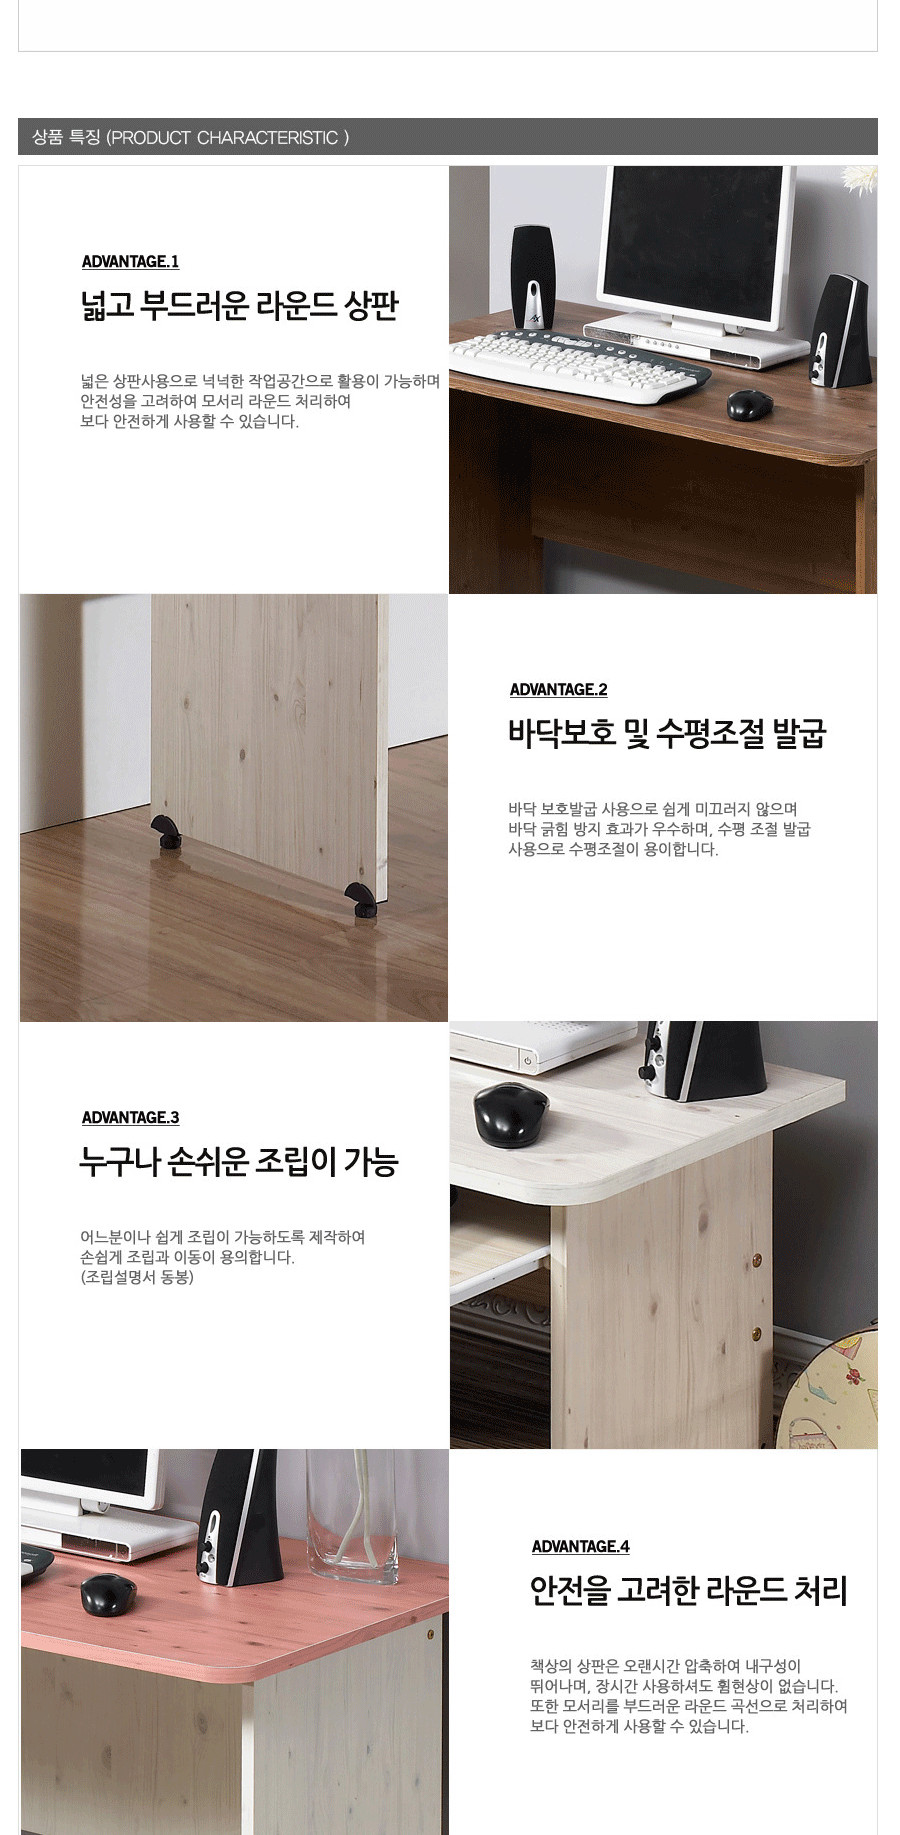 상품 특징 (PRODUCT CHARACTERISTIC )
ADVANTAGE.1
넓고 부드러운 라운드 상판
넓은 상판사용으로 넉넉한 작업공간으로 활용이 가능하며
안전성을 고려하여 모서리 라운드 처리하여
보다 안전하게 사용할 수 있습니다.
ADVANTAGE.2
바닥보호 및 수평조절 발굽
바닥 보호발굽 사용으로 쉽게 미끄러지 않으며
바닥 긁힘 방지 효과가 우수하며, 수평 조절 발굽
사용으로 수평조절이 용이합니다.
ADVANTAGE.3
누구나 손쉬운 조립이 가능
어느분이나 쉽게 조립이 가능하도록 제작하여
손쉽게 조립과 이동이 용의합니다.
(조립설명서 동봉)
ADVANTAGE.4
안전을 고려한 라운드 처리
책상의 상판은 오랜시간 압축하여 내구성이
뛰어나며, 장시간 사용하셔도 휨현상이 없습니다.
또한 모서리를 부드러운 라운드 곡선으로 처리하여
보다 안전하게 사용할 수 있습니다.